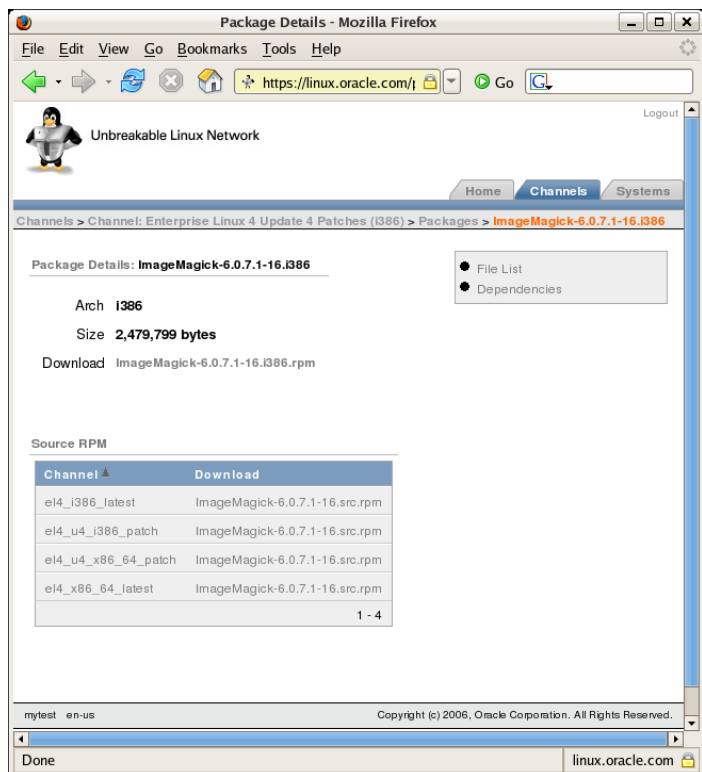 Package Details - Mozilla Firefox
File Edit View Go Bookmarks Tools Help
https://linux.oracle.com/ Go G
Logout
Unbreakable Linux Network
Home Channels Systems
Channels > Channel: Enterprise Linux 4 Update 4 Patches (i386) > Packages > ImageMagick-6.0.7.1-16.i386
Package Details: ImageMagick-6.0.7.1-16.i386
File List
Dependencies
Arch i386
Size 2,479,799 bytes
Download ImageMagick-6.0.7.1-16.i386.rpm
Source RPM
Channel Download
el4_i386_latest ImageMagick-6.0.7.1-16.src.rpm
el4_u4_i386_patch ImageMagick-6.0.7.1-16.src.rpm
el4_u4_x86_64_patch ImageMagick-6.0.7.1-16.src.rpm
el4_x86_64_latest ImageMagick-6.0.7.1-16.src.rpm
1 - 4
mytest en-us Copyright (c) 2006, Oracle Corporation. All Rights Reserved.
Done linux.oracle.com